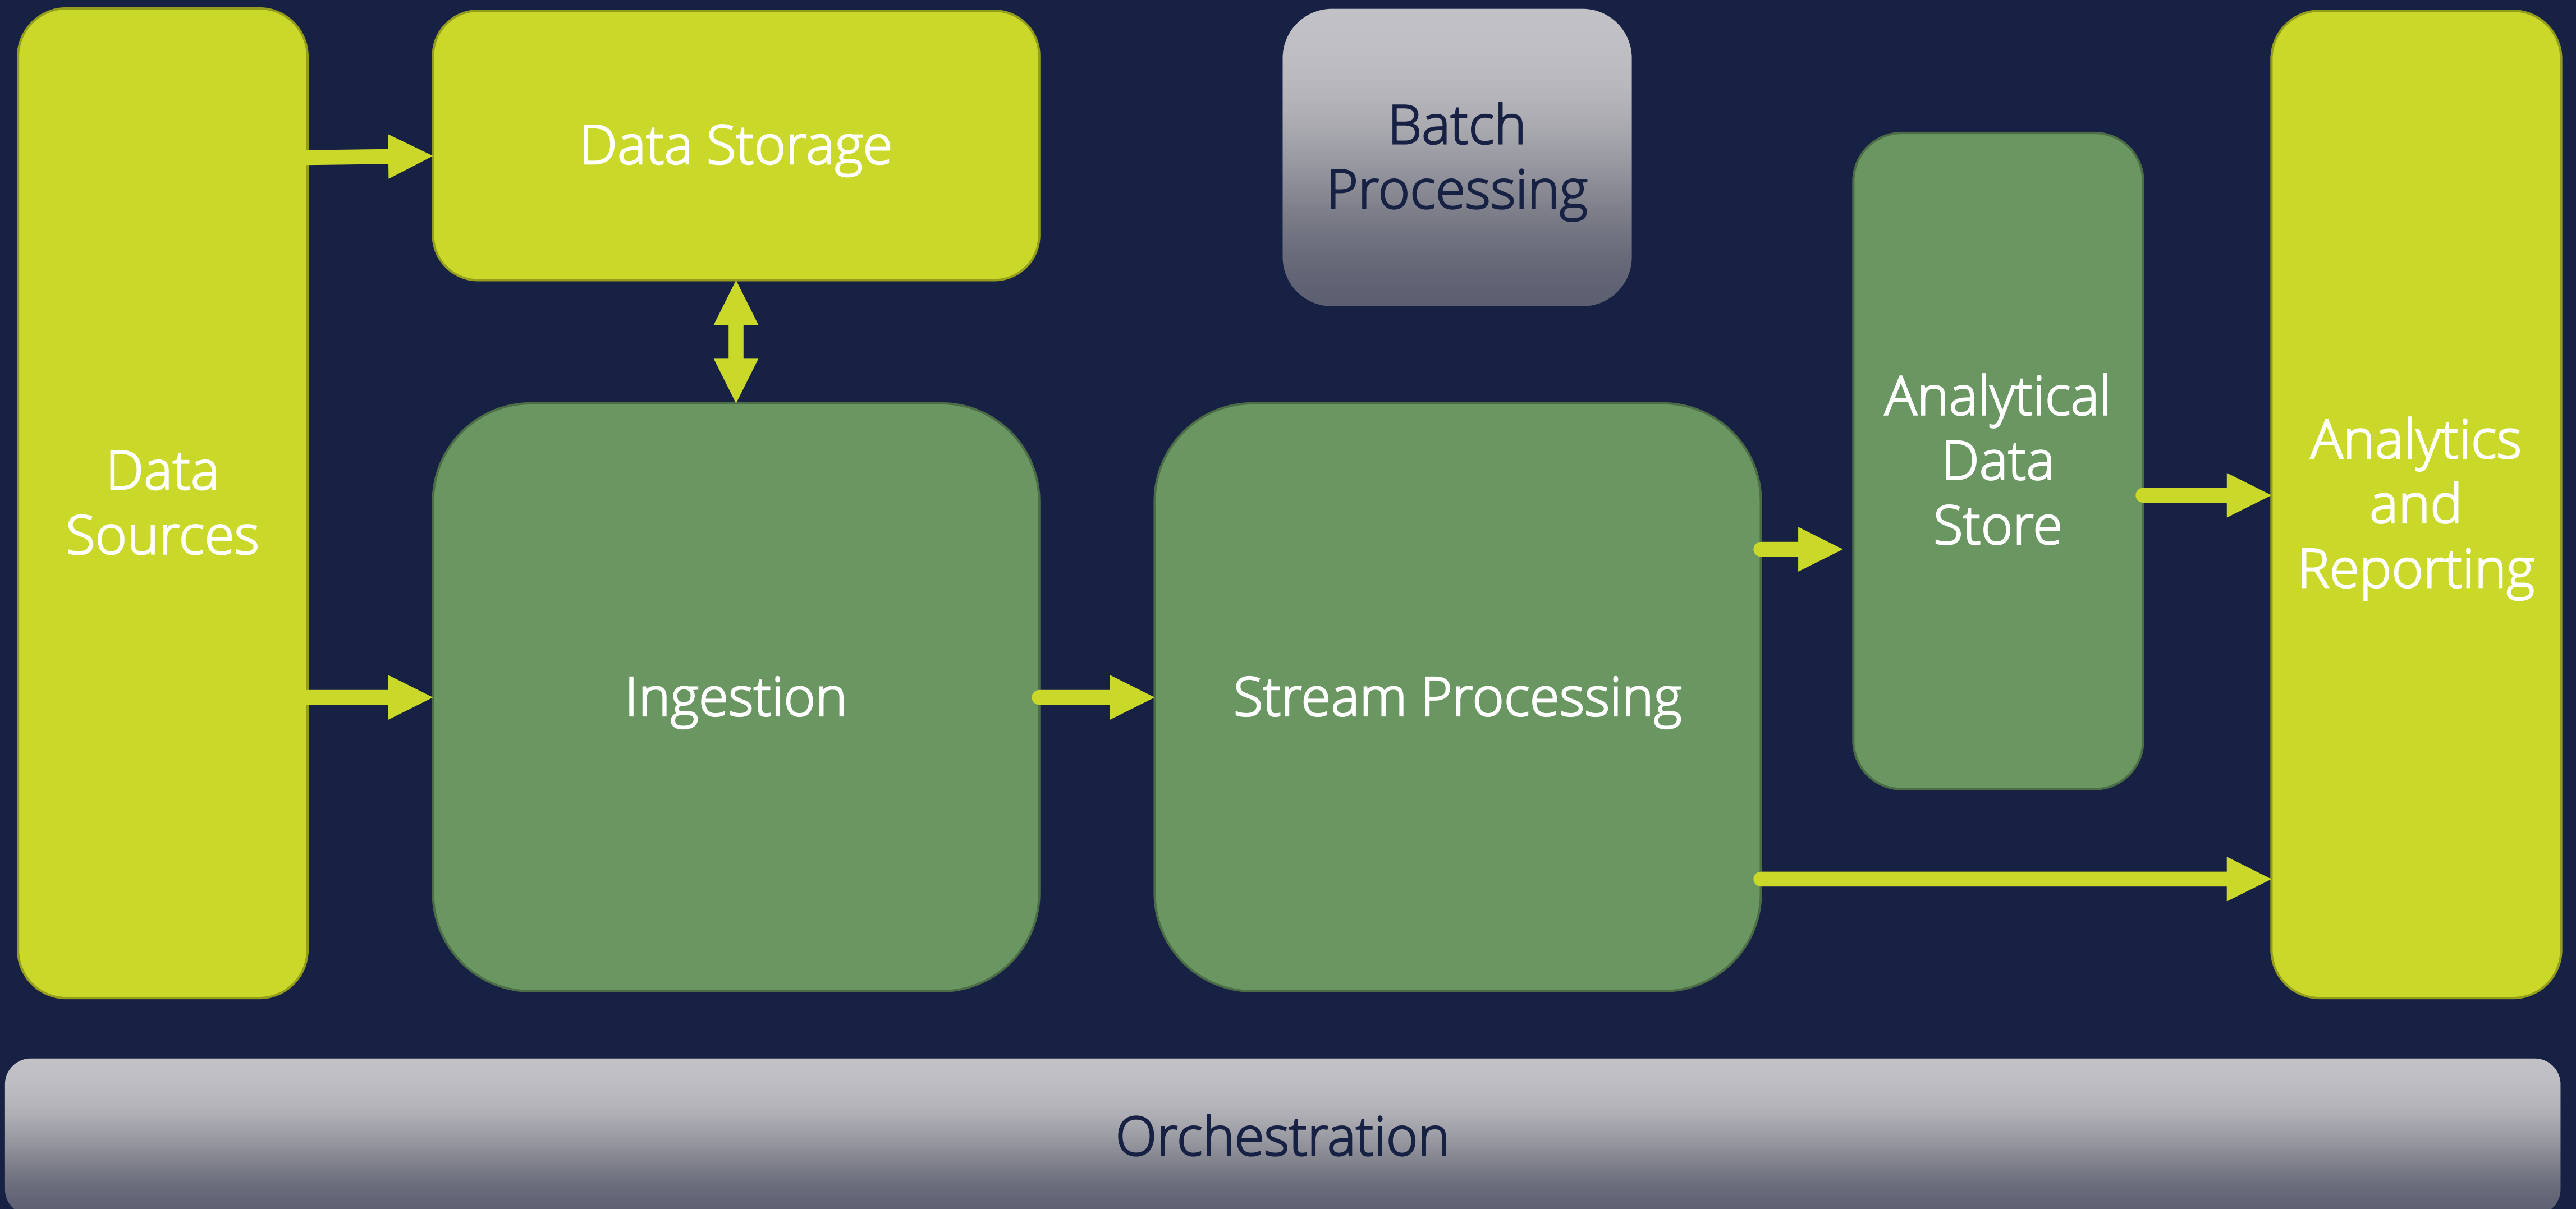 Data
Sources
Data Storage
Batch
Processing
Ingestion
Stream Processing
Analytical
Data
Store
Analytics
and
Reporting
Orchestration